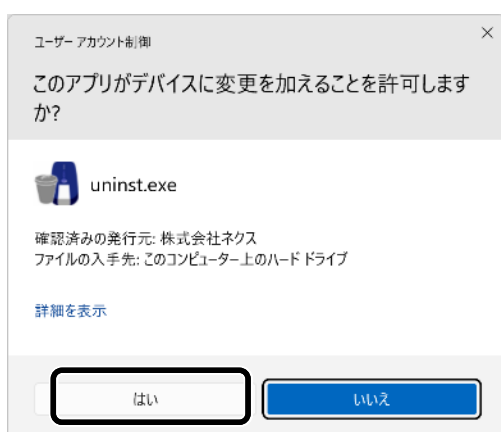 ユーザー アカウント制御
このアプリがデバイスに変更を加えることを許可します
か?
uninst.exe
確認済みの発行元: 株式会社ネクス
ファイルの入手先: このコンピューター上のハード ドライブ
詳細を表示
はい
いいえ